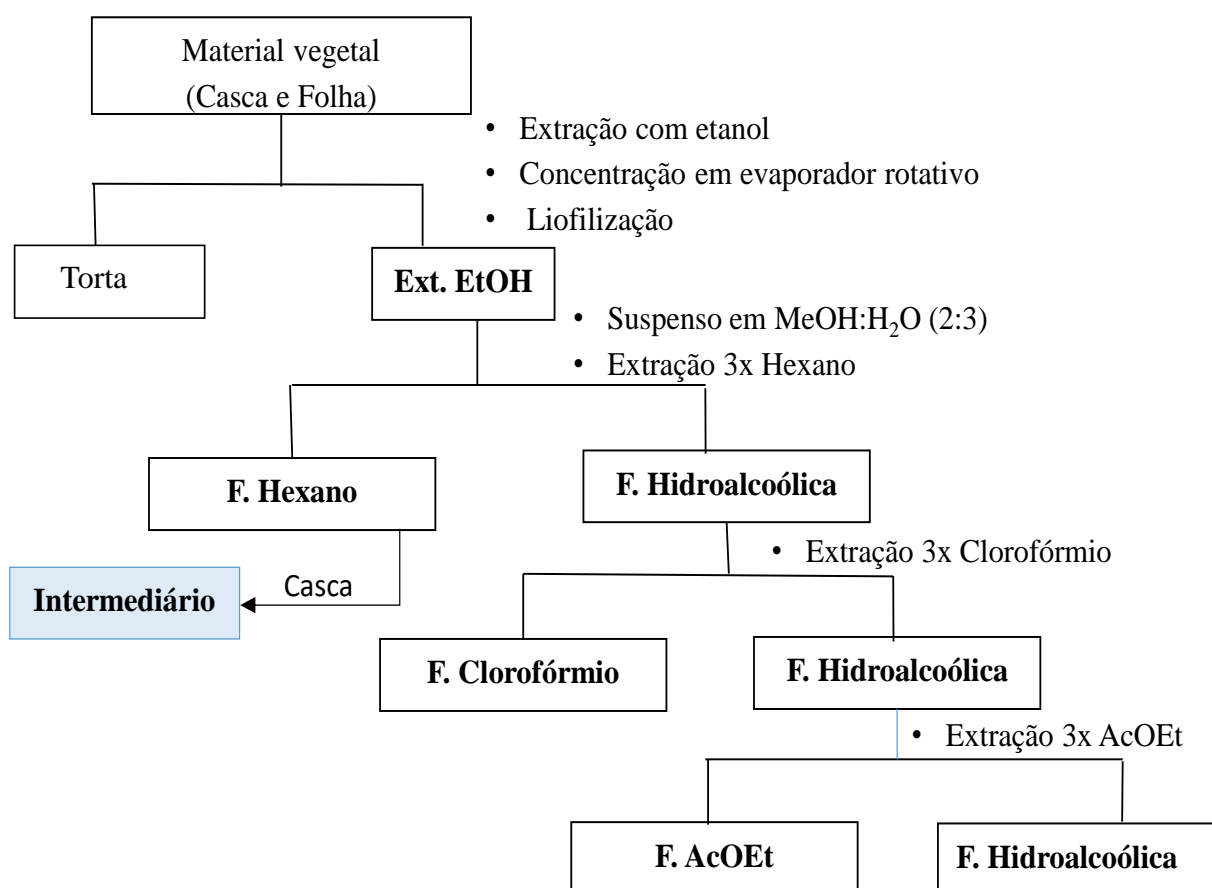 Material vegetal
(Casca e Folha)
• Extração com etanol
• Concentração em evaporador rotativo
• Liofilização
Torta
Ext. EtOH
• Suspenso em MeOH:H₂O (2:3)
• Extração 3x Hexano
F. Hexano
F. Hidroalcoólica
• Extração 3x Clorofórmio
Casca
Intermediário
F. Clorofórmio
F. Hidroalcoólica
• Extração 3x AcOEt
F. AcOEt
F. Hidroalcoólica